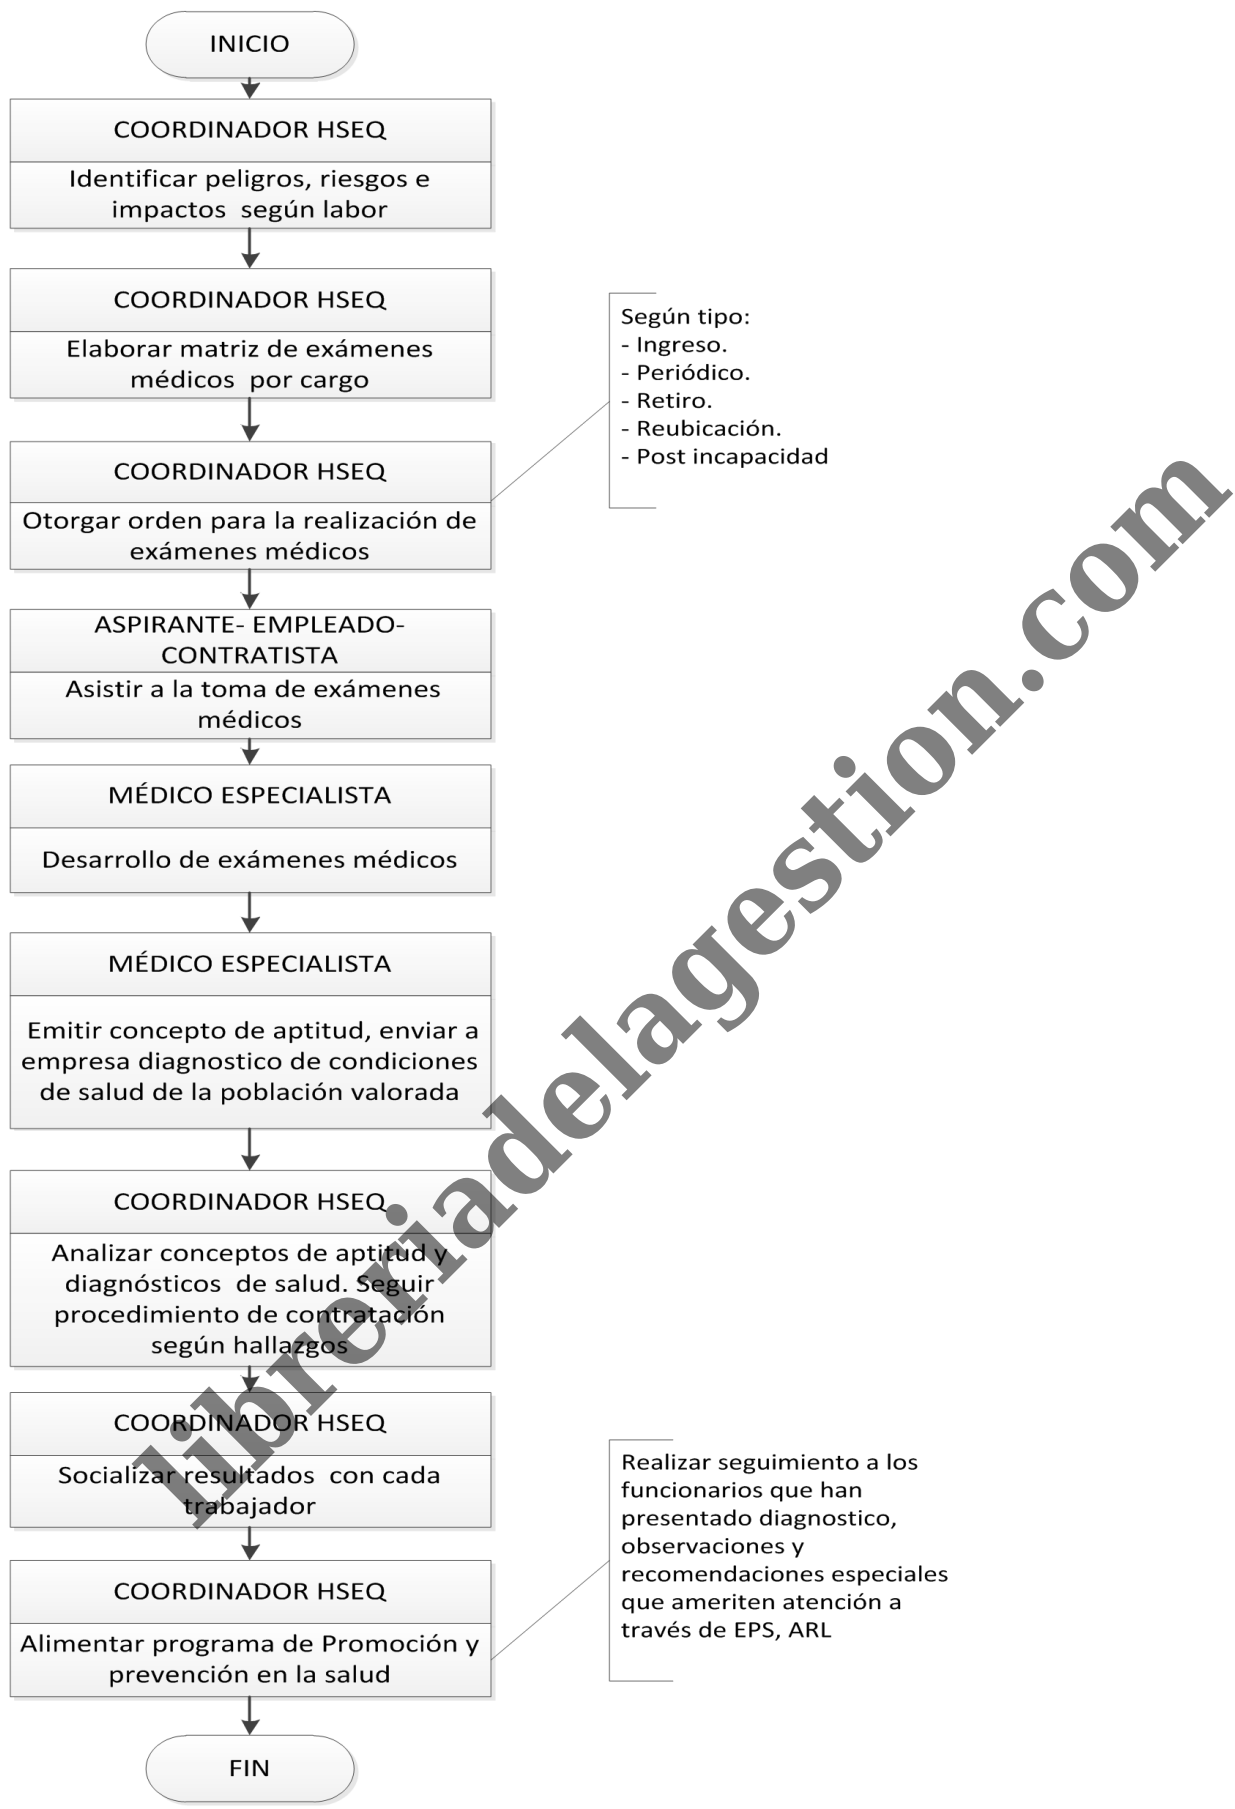 INICIO
COORDINADOR HSEQ
Identificar peligros, riesgos e
impactos según labor
COORDINADOR HSEQ
Elaborar matriz de exámenes
médicos por cargo
Según tipo:
- Ingreso.
- Periódico.
- Retiro.
- Reubicación.
- Post incapacidad
COORDINADOR HSEQ
Otorgar orden para la realización de
exámenes médicos
ASPIRANTE- EMPLEADO-
CONTRATISTA
Asistir a la toma de exámenes
médicos
MÉDICO ESPECIALISTA
Desarrollo de exámenes médicos
MÉDICO ESPECIALISTA
Emitir concepto de aptitud, enviar a
empresa diagnostico de condiciones
de salud de la población valorada
COORDINADOR HSEQ
Analizar conceptos de aptitud y
diagnósticos de salud. Seguir
procedimiento de contratación
según hallazgos
COORDINADOR HSEQ
Socializar resultados con cada
trabajador
COORDINADOR HSEQ
Alimentar programa de Promoción y
prevención en la salud
Realizar seguimiento a los
funcionarios que han
presentado diagnostico,
observaciones y
recomendaciones especiales
que ameriten atención a
través de EPS, ARL
FIN
libreriadelagestion.com